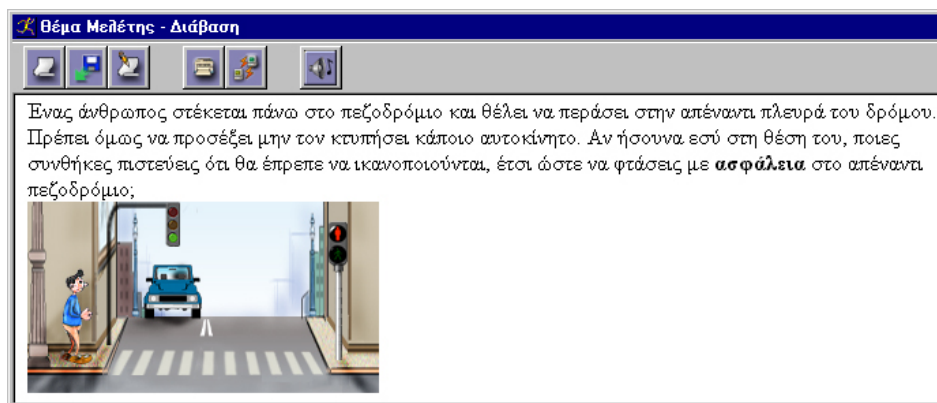 Θέμα Μελέτης - Διάβαση
Ένας άνθρωπος στέκεται πάνω στο πεζοδρόμιο και θέλει να περάσει στην απέναντι πλευρά του δρόμου.
Πρέπει όμως να προσέξει μην τον κτυπήσει κάποιο αυτοκίνητο. Αν ήσουνα εσύ στη θέση του, ποιες
συνθήκες πιστεύεις ότι θα έπρεπε να ικανοποιούνται, έτσι ώστε να φτάσεις με ασφάλεια στο απέναντι
πεζοδρόμιο;